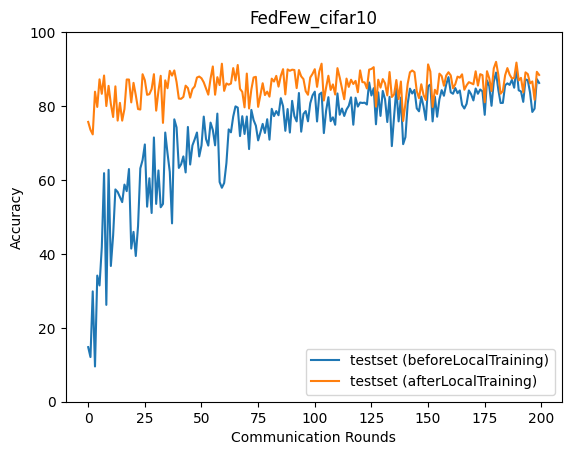 FedFew_cifar10
100
80
60
40
20
0
Accuracy
testset (beforeLocalTraining)
testset (afterLocalTraining)
0 25 50 75 100 125 150 175 200
Communication Rounds